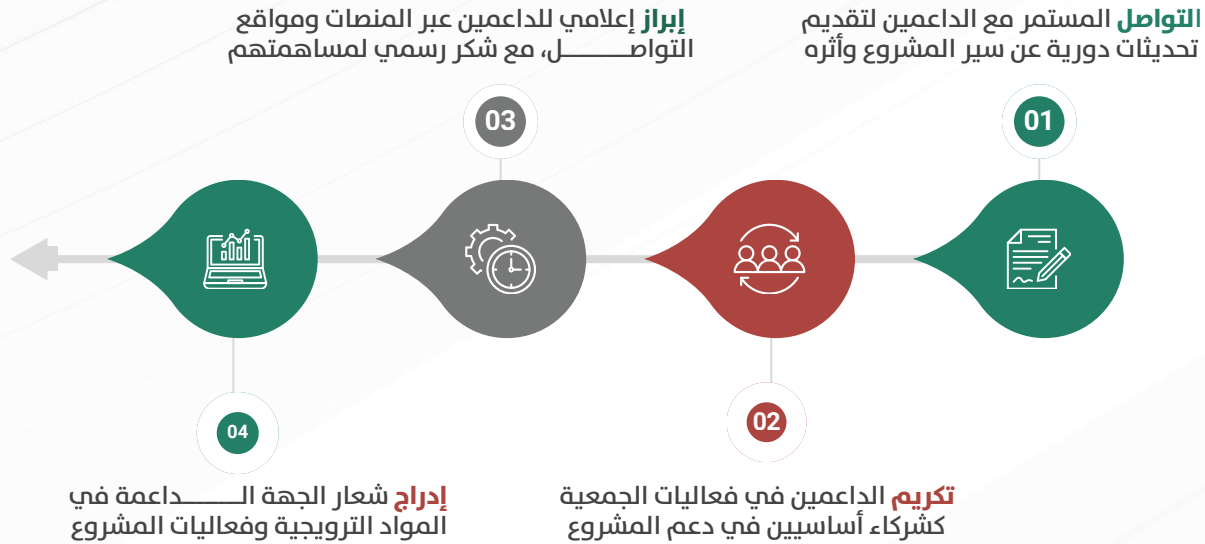 التواصل المستمر مع الداعمين لتقديم
تحديثات دورية عن سير المشروع وأثره
01
02
تكريم الداعمين في فعاليات الجمعية
كشركاء أساسيين في دعم المشروع
إبراز إعلامي للداعمين عبر المنصات ومواقع
التواصــــــــل، مع شكر رسمي لمساهمتهم
03
04
إدراج شعار الجهة الـــــــــداعمة في
المواد الترويجية وفعاليات المشروع